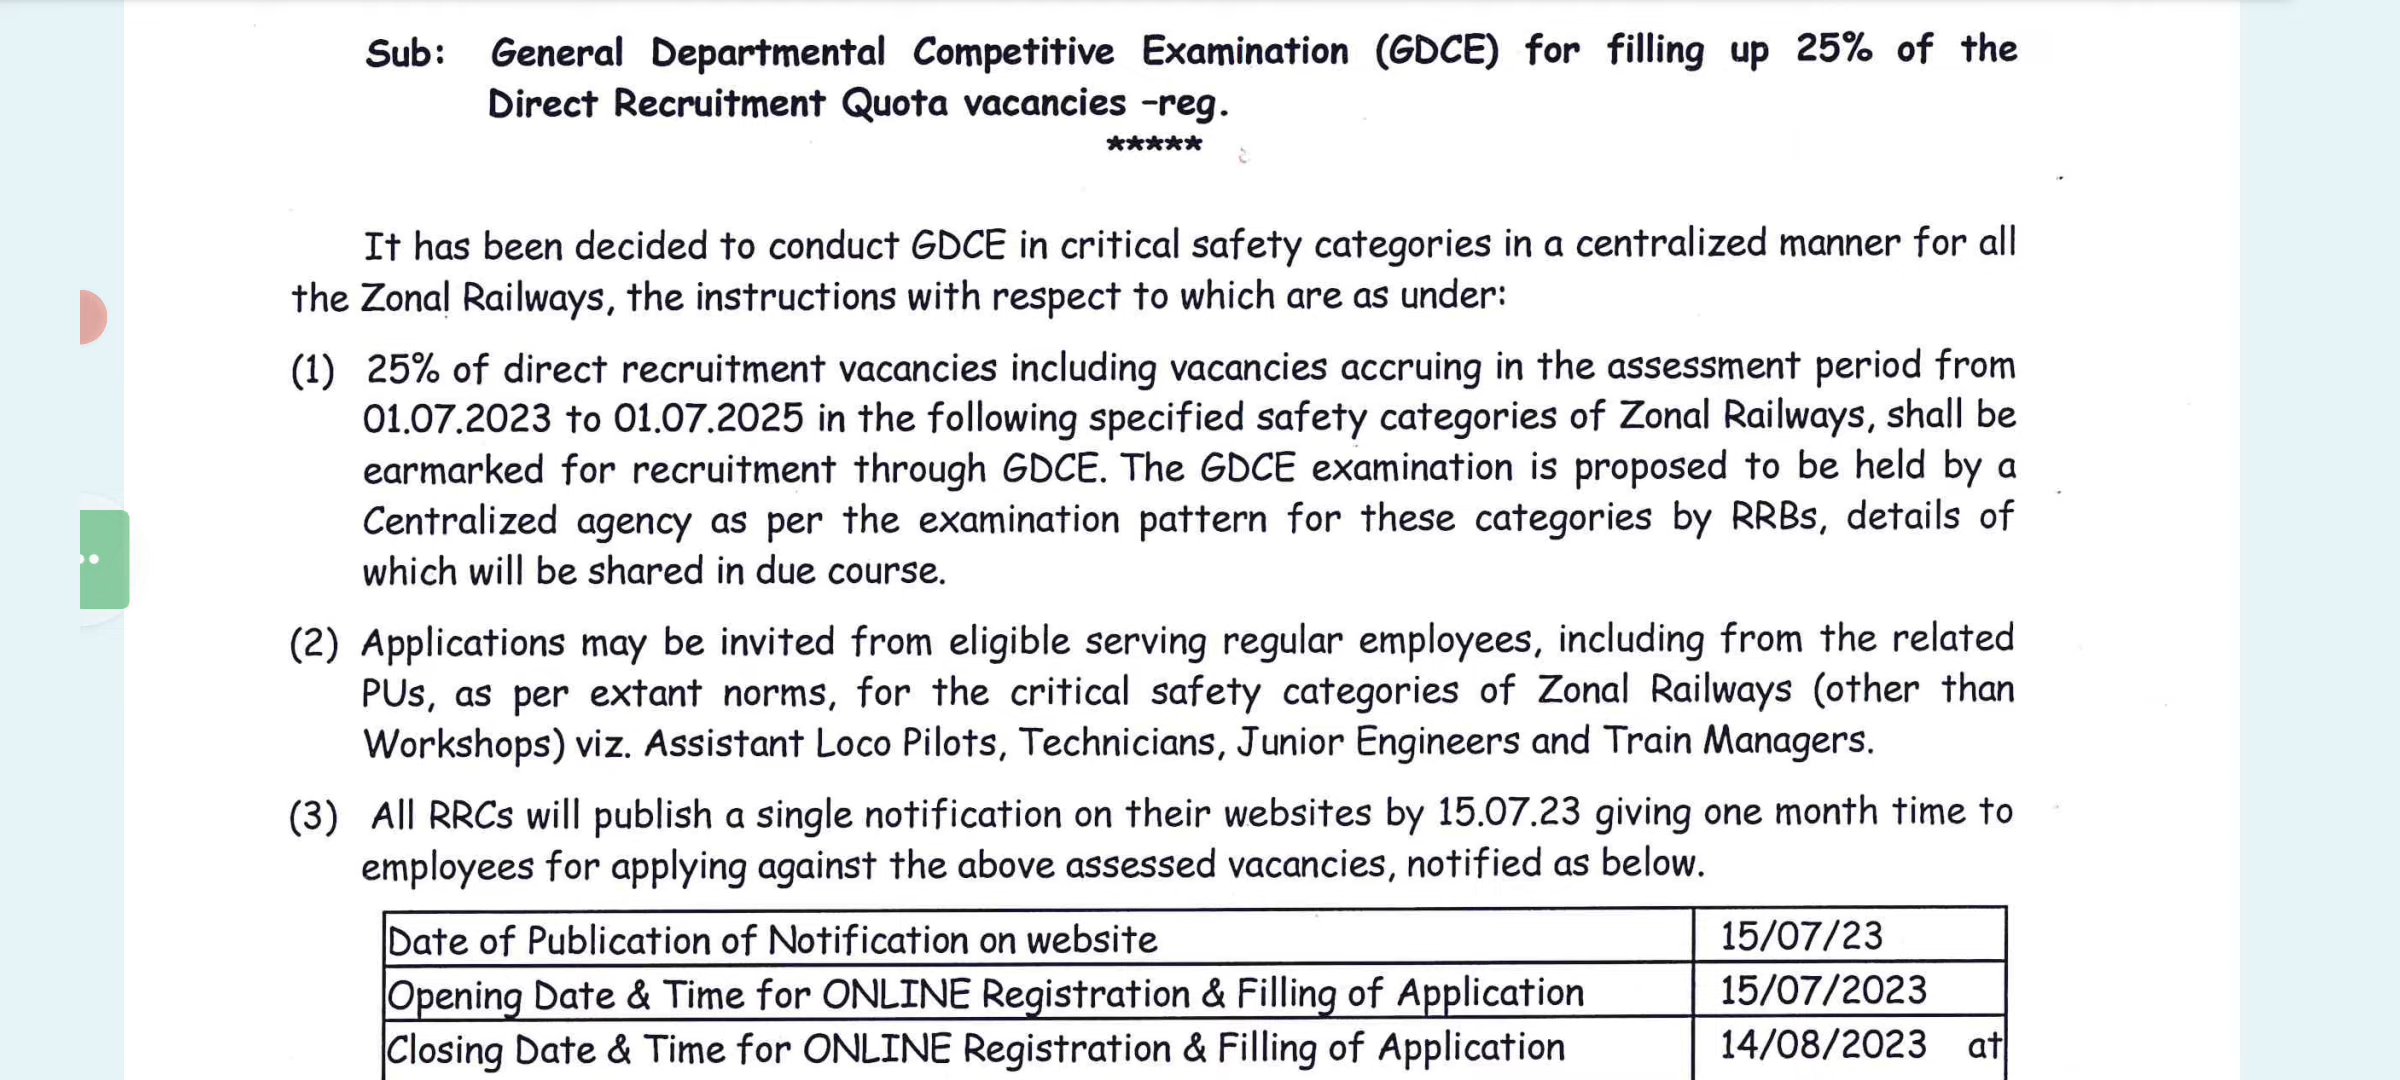 Sub: General Departmental Competitive Examination (GDCE) for filling up 25% of the
Direct Recruitment Quota vacancies -reg.
*****
It has been decided to conduct GDCE in critical safety categories in a centralized manner for all
the Zonal Railways, the instructions with respect to which are as under:
(1) 25% of direct recruitment vacancies including vacancies accruing in the assessment period from
01.07.2023 to 01.07.2025 in the following specified safety categories of Zonal Railways, shall be
earmarked for recruitment through GDCE. The GDCE examination is proposed to be held by a
Centralized agency as per the examination pattern for these categories by RRBs, details of
which will be shared in due course.
(2) Applications may be invited from eligible serving regular employees, including from the related
PUs, as per extant norms, for the critical safety categories of Zonal Railways (other than
Workshops) viz. Assistant Loco Pilots, Technicians, Junior Engineers and Train Managers.
(3) All RRCs will publish a single notification on their websites by 15.07.23 giving one month time to
employees for applying against the above assessed vacancies, notified as below.
Date of Publication of Notification on website 15/07/23
Opening Date & Time for ONLINE Registration & Filling of Application 15/07/2023
Closing Date & Time for ONLINE Registration & Filling of Application 14/08/2023 at